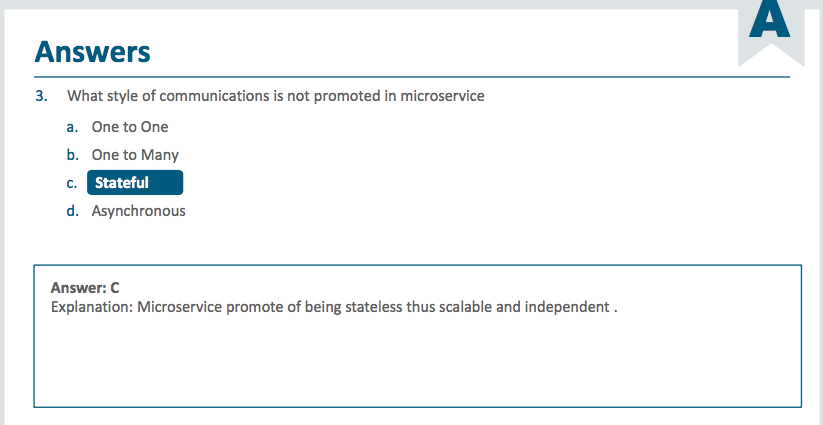 A
Answers
3. What style of communications is not promoted in microservice
a. One to One
b. One to Many
c. Stateful
d. Asynchronous
Answer: C
Explanation: Microservice promote of being stateless thus scalable and independent .